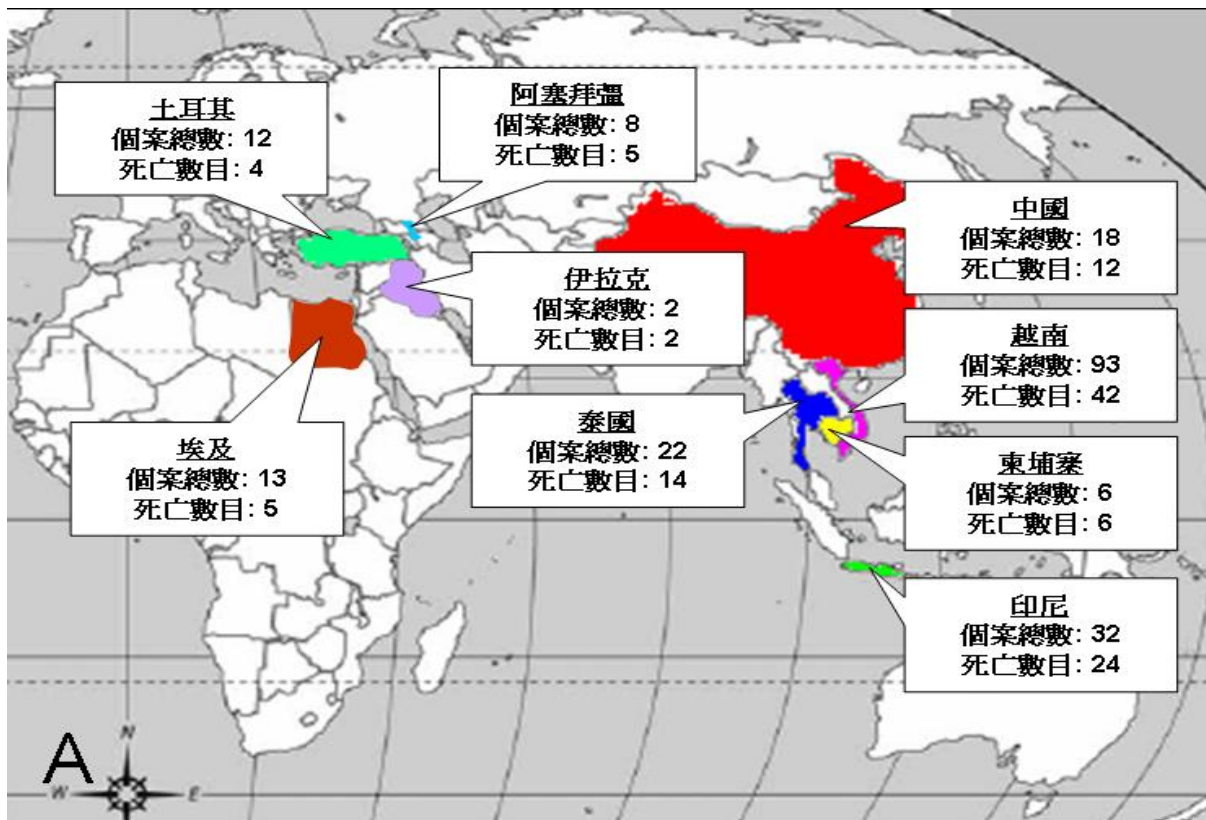 土耳其
個案總數: 12
死亡數目: 4
阿塞拜彊
個案總數: 8
死亡數目: 5
中國
個案總數: 18
死亡數目: 12
伊拉克
個案總數: 2
死亡數目: 2
越南
個案總數: 93
死亡數目: 42
泰國
個案總數: 22
死亡數目: 14
埃及
個案總數: 13
死亡數目: 5
柬埔寨
個案總數: 6
死亡數目: 6
印尼
個案總數: 32
死亡數目: 24
A
N
W
E